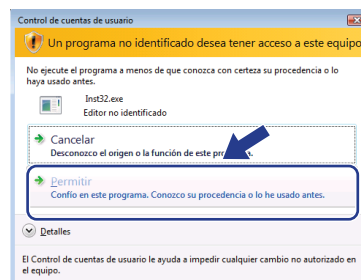 Control de cuentas de usuario
Un programa no identificado desea tener acceso a este equipo
No ejecute el programa a menos de que conozca con certeza su procedencia o lo
haya usado antes.
Inst32.exe
Editor no identificado
Cancelar
Desconozco el origen o la función de este programa.
Permitir
Confío en este programa. Conozco su procedencia o lo he usado antes.
Detalles
El Control de cuentas de usuario le ayuda a impedir cualquier cambio no autorizado en
el equipo.